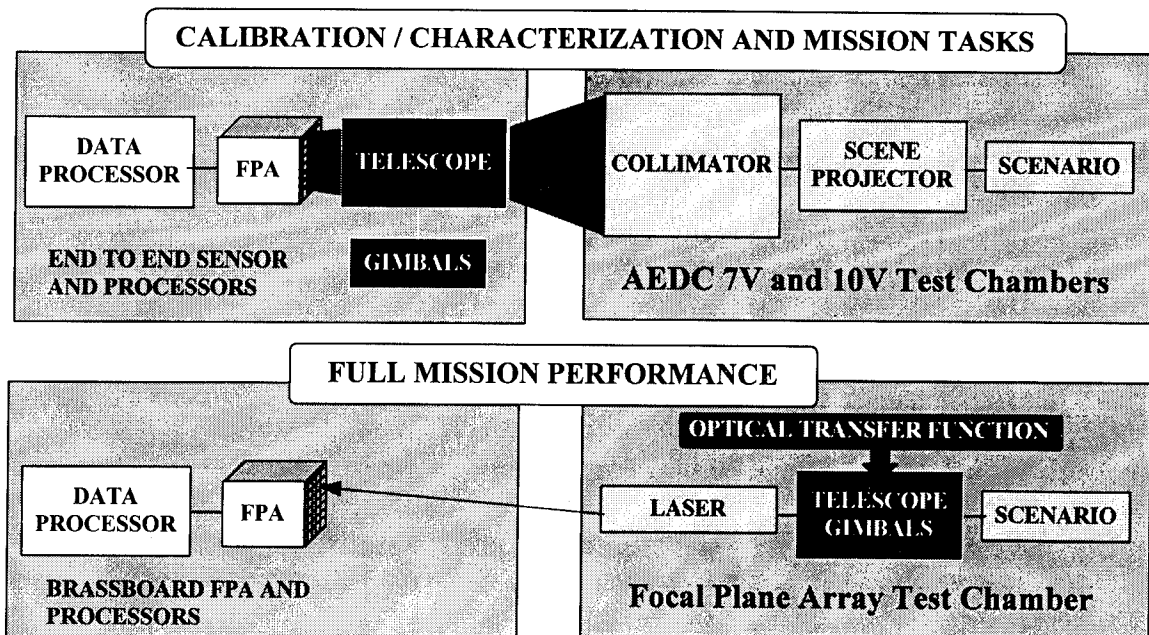 CALIBRATION / CHARACTERIZATION AND MISSION TASKS
DATA
PROCESSOR
FPA
TELESCOPE
COLLIMATOR
SCENE
PROJECTOR
SCENARIO
GIMBALS
END TO END SENSOR
AND PROCESSORS
AEDC 7V and 10V Test Chambers
FULL MISSION PERFORMANCE
OPTICAL TRANSFER FUNCTION
DATA
PROCESSOR
FPA
LASER
TELESCOPE
GIMBALS
SCENARIO
BRASSBOARD FPA AND
PROCESSORS
Focal Plane Array Test Chamber